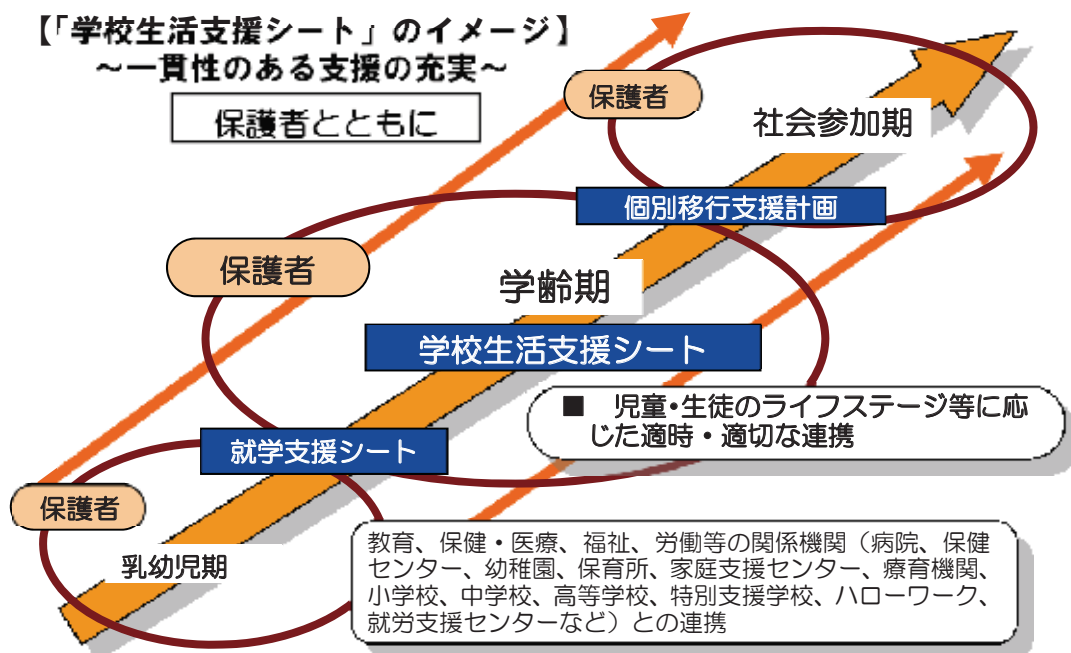 【「学校生活支援シート」のイメージ】
～一貫性のある支援の充実～
保護者とともに
保護者
社会参加期
個別移行支援計画
保護者
学齢期
学校生活支援シート
■ 児童・生徒のライフステージ等に応
じた適時・適切な連携
就学支援シート
保護者
乳幼児期
教育、保健・医療、福祉、労働等の関係機関（病院、保健
センター、幼稚園、保育所、家庭支援センター、療育機関、
小学校、中学校、高等学校、特別支援学校、ハローワーク、
就労支援センターなど）との連携